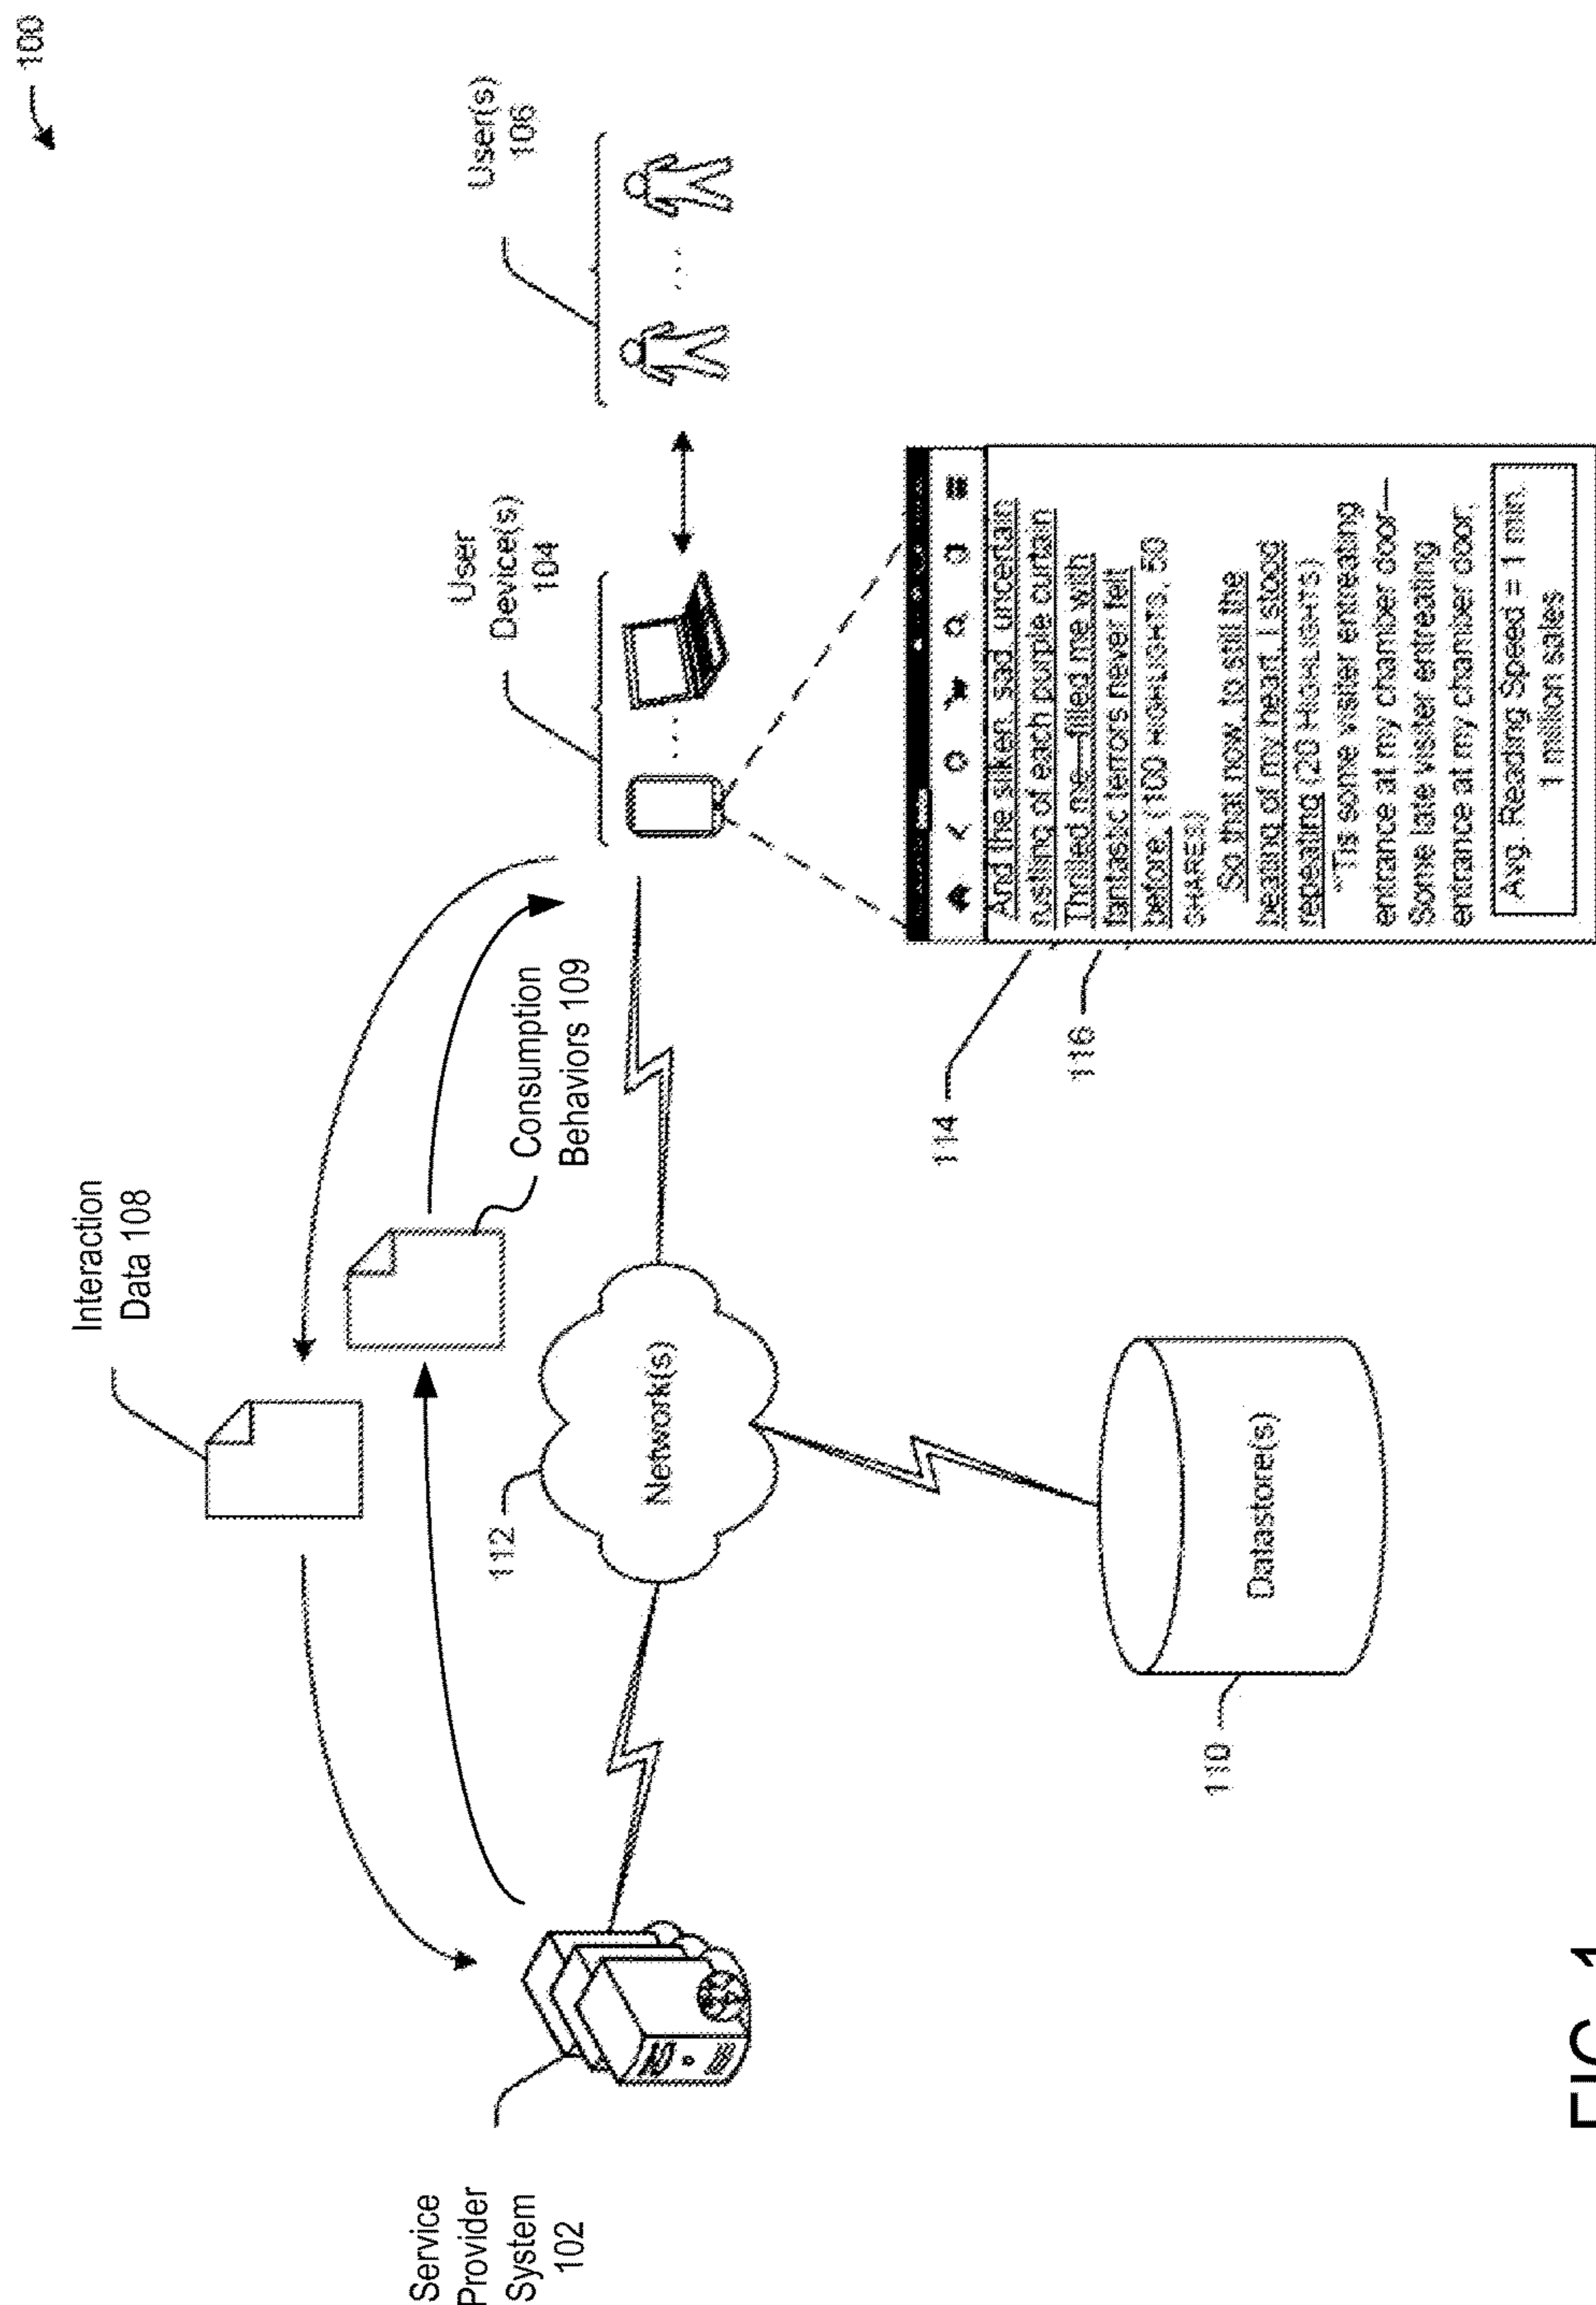 100
Interaction
Data 108
Consumption
Behaviors 109
User
Device(s)
104
User(s)
106
Service
Provider
System
102
112
Network(s)
110
Datastore(s)
114
116
And the silken, sad, uncertain
rustling of each purple curtain
Thrilled me—filled me with
fantastic terrors never felt
before. (100 HIGHLIGHTS, 50
SHARES)
So that now, to still the
beating of my heart, I stood
repeating (20 HIGHLIGHTS)
"Tis some visiter entreating
entrance at my chamber door—
Some late visiter entreating
entrance at my chamber door;
Avg. Reading Speed = 1 min.
1 million sales
FIG. 1